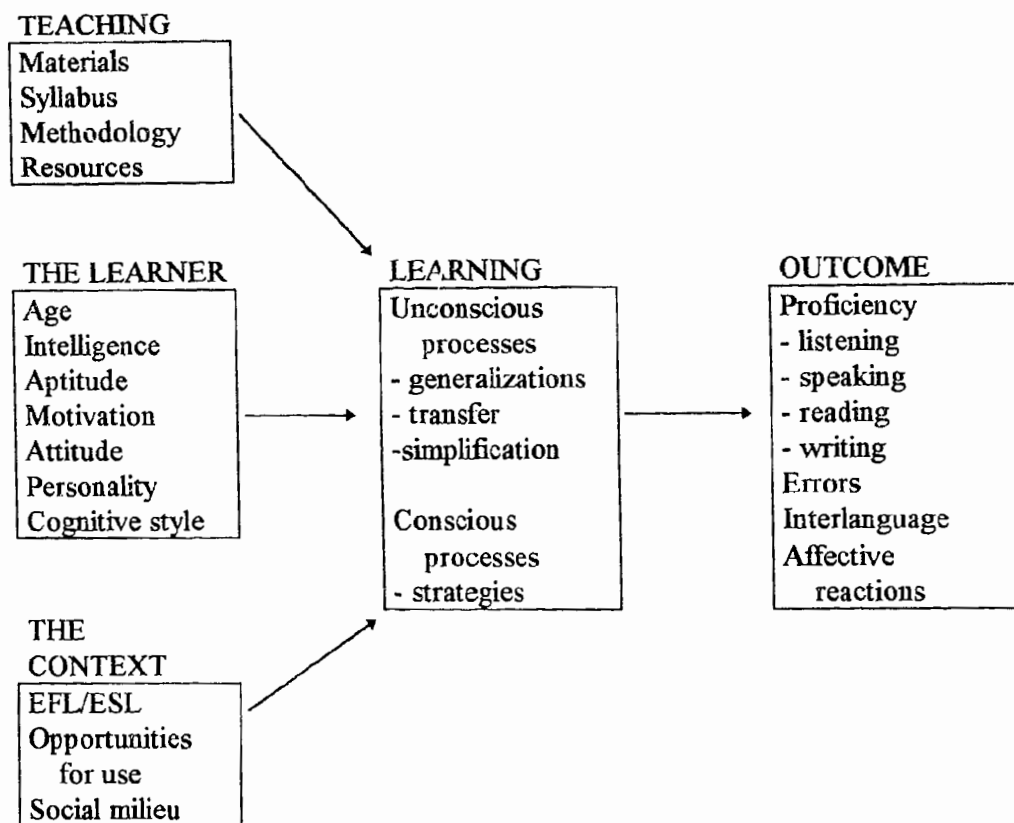 TEACHING
Materials
Syllabus
Methodology
Resources
THE LEARNER
Age
Intelligence
Aptitude
Motivation
Attitude
Personality
Cognitive style
THE
CONTEXT
EFL/ESL
Opportunities
for use
Social milieu
LEARNING
Unconscious
processes
- generalizations
- transfer
-simplification
Conscious
processes
- strategies
OUTCOME
Proficiency
- listening
- speaking
- reading
- writing
Errors
Interlanguage
Affective
reactions